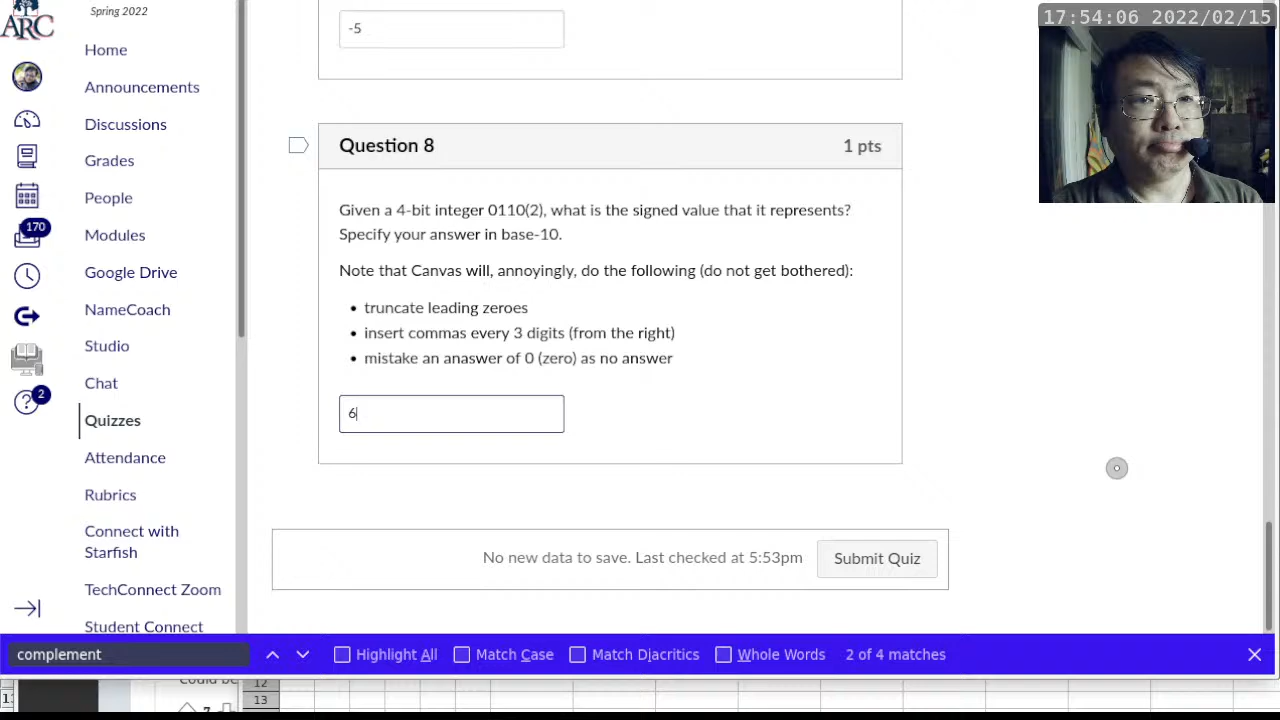 ARC
Spring 2022
17:54:06 2022/02/15
-5
Home
Announcements
Discussions
Grades
People
Modules
170
Google Drive
NameCoach
Studio
Chat
2
Quizzes
Attendance
Rubrics
Connect with
Starfish
TechConnect Zoom
Student Connect
Question 8
1 pts
Given a 4-bit integer 0110(2), what is the signed value that it represents?
Specify your answer in base-10.
Note that Canvas will, annoyingly, do the following (do not get bothered):
• truncate leading zeroes
• insert commas every 3 digits (from the right)
• mistake an anaswer of 0 (zero) as no answer
6
No new data to save. Last checked at 5:53pm
Submit Quiz
complement
Highlight All
Match Case
Match Diacritics
Whole Words
2 of 4 matches
could be
12
13